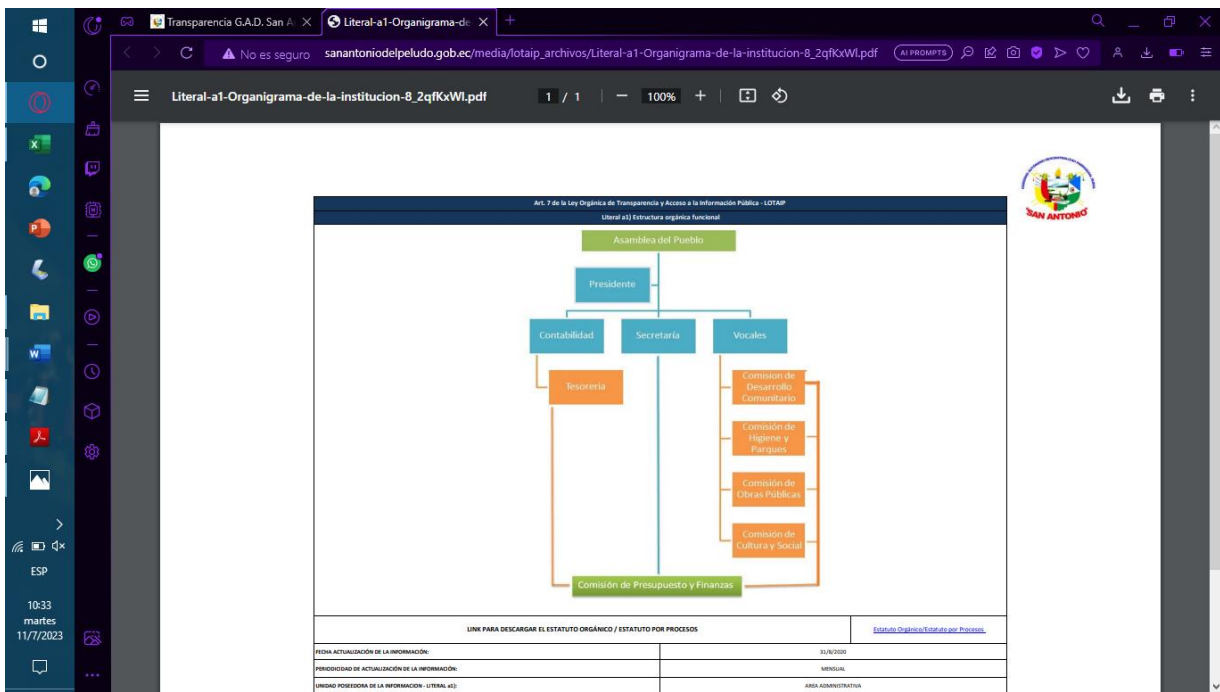 Transparencia G.A.D. San A
Literal-a1-Organigrama-de
No es seguro
sanantoniodelpeludo.gob.ec/media/lotaip_archivos/Literal-a1-Organigrama-de-la-institucion-8_2qfKxWl.pdf
AI PROMPTS
Literal-a1-Organigrama-de-la-institucion-8_2qfKxWl.pdf
1 / 1
100%
SAN ANTONIO
Art. 7 de la Ley Orgánica de Transparencia y Acceso a la Información Pública - LOTAIP
Literal a1) Estructura orgánica funcional
Asamblea del Pueblo
Presidente
Contabilidad
Secretaría
Vocales
Tesoreria
Comision de
Desarrollo
Comunitario
Comisión de
Higiene y
Parques
Comisión de
Obras Públicas
Comisión de
Cultura y Social
Comisión de Presupuesto y Finanzas
LINK PARA DESCARGAR EL ESTATUTO ORGÁNICO / ESTATUTO POR PROCESOS
Estatuto Orgánico/Estatuto por Procesos
FECHA ACTUALIZACIÓN DE LA INFORMACIÓN:
31/8/2020
PERIODICIDAD DE ACTUALIZACIÓN DE LA INFORMACIÓN:
MENSUAL
UNIDAD POSEEDORA DE LA INFORMACION - LITERAL a1):
AREA ADMINISTRATIVA
ESP
10:33
martes
11/7/2023